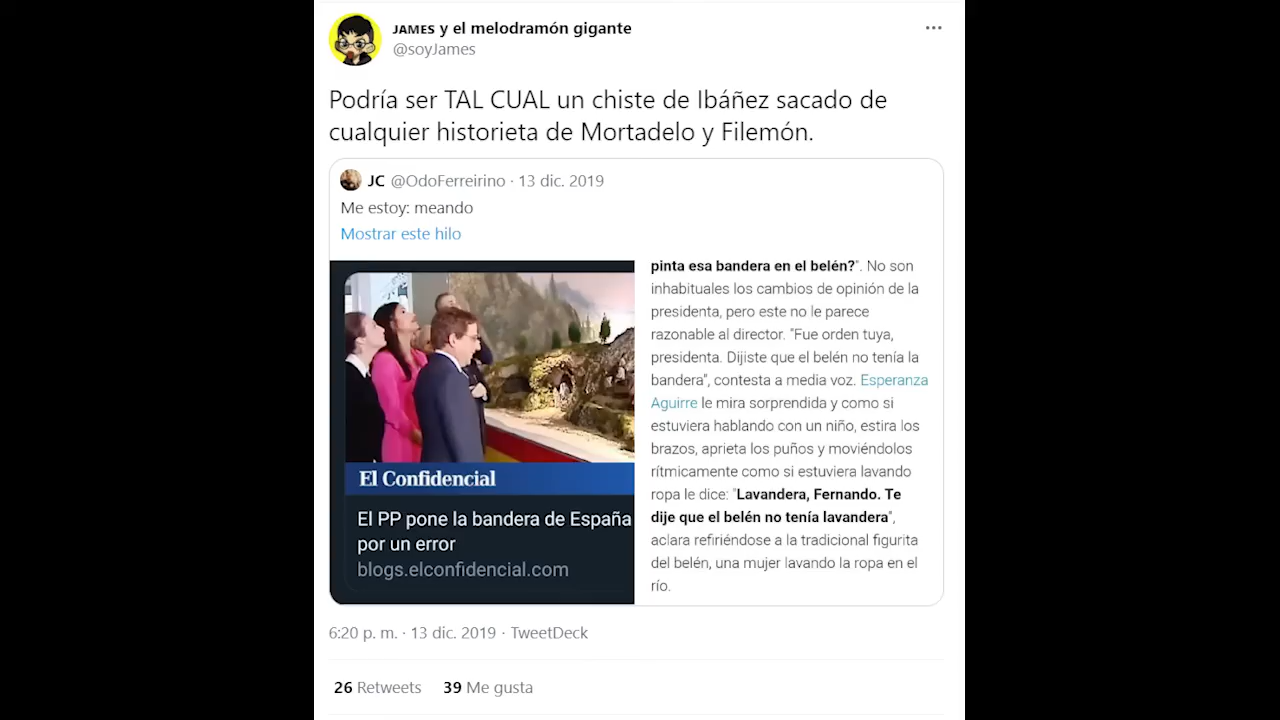 JAMES y el melodramón gigante
@soyJames
Podría ser TAL CUAL un chiste de Ibáñez sacado de
cualquier historieta de Mortadelo y Filemón.
JC @OdoFerreirino · 13 dic. 2019
Me estoy: meando
Mostrar este hilo
El Confidencial
El PP pone la bandera de España
por un error
blogs.elconfidencial.com
pinta esa bandera en el belén?". No son
inhabituales los cambios de opinión de la
presidenta, pero este no le parece
razonable al director. "Fue orden tuya,
presidenta. Dijiste que el belén no tenía la
bandera", contesta a media voz. Esperanza
Aguirre le mira sorprendida y como si
estuviera hablando con un niño, estira los
brazos, aprieta los puños y moviéndolos
rítmicamente como si estuviera lavando
ropa le dice: "Lavandera, Fernando. Te
dije que el belén no tenía lavandera",
aclara refiriéndose a la tradicional figurita
del belén, una mujer lavando la ropa en el
río.
6:20 p. m. · 13 dic. 2019 · TweetDeck
26 Retweets 39 Me gusta